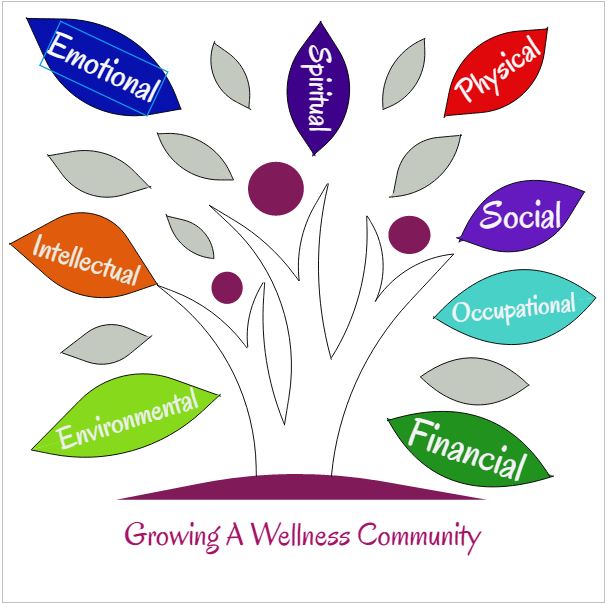 Emotional
Spiritual
Physical
Social
Intellectual
Occupational
Environmental
Financial
Growing A Wellness Community